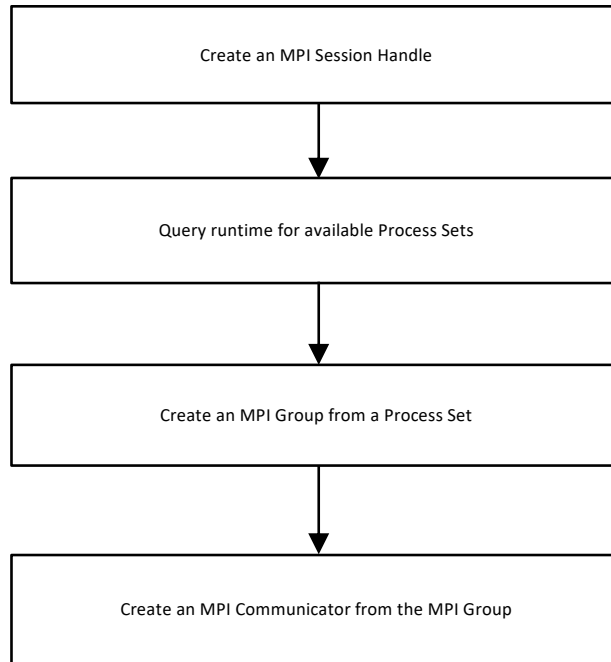 Create an MPI Session Handle
Query runtime for available Process Sets
Create an MPI Group from a Process Set
Create an MPI Communicator from the MPI Group